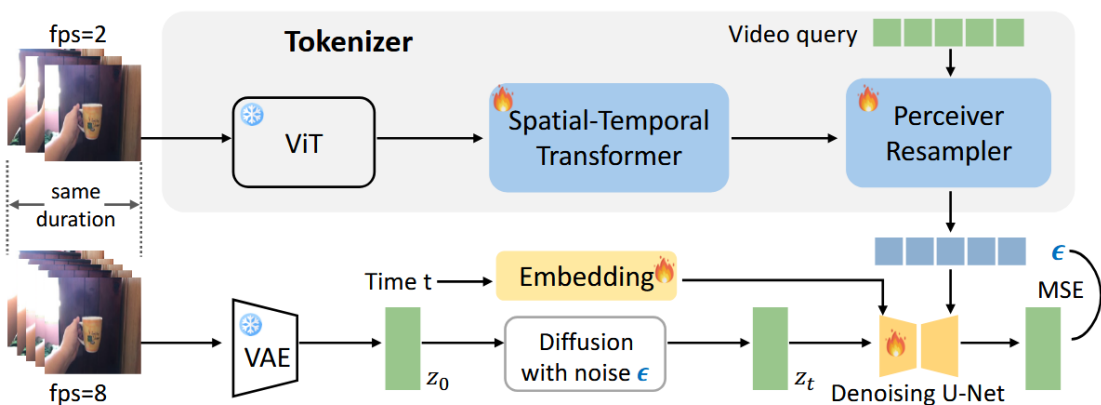 fps=2
Tokenizer
Video query
ViT
Spatial-Temporal
Transformer
Perceiver
Resampler
same
duration
Time t
Embedding
ϵ
MSE
VAE
z₀
Diffusion
with noise ϵ
zₜ
Denoising U-Net
fps=8